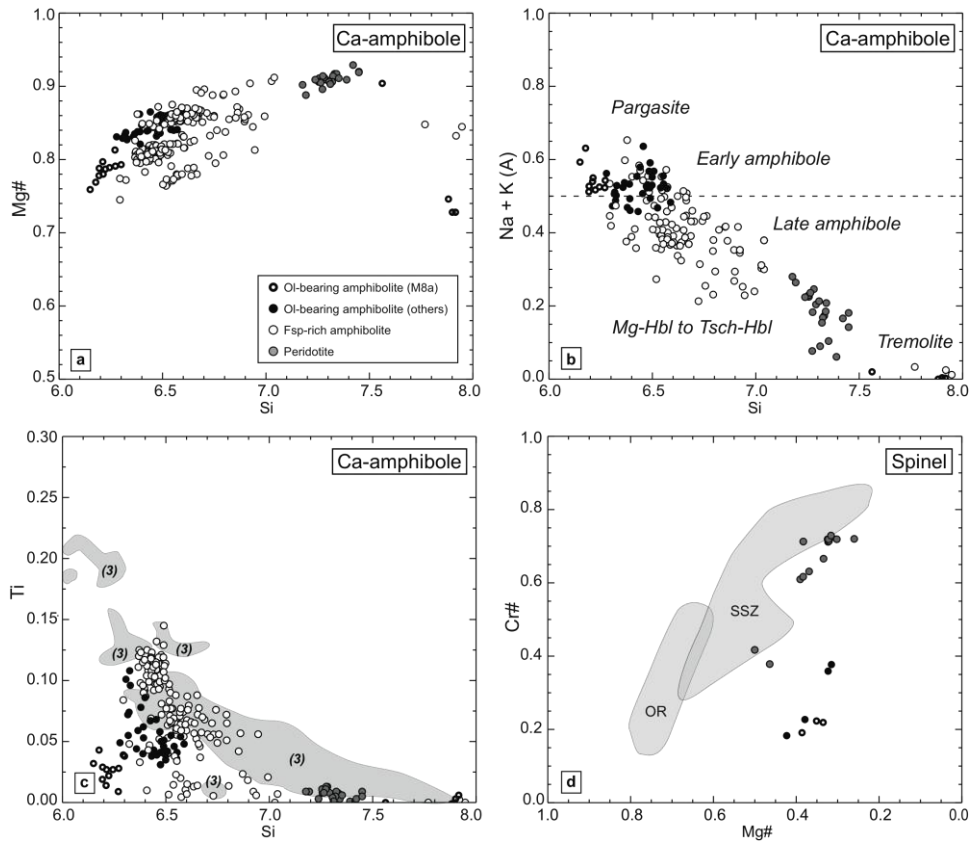 Ca-amphibole
Mg#
1.0
0.9
0.8
0.7
0.6
0.5
Ol-bearing amphibolite (M8a)
Ol-bearing amphibolite (others)
Fsp-rich amphibolite
Peridotite
a
6.0 6.5 7.0 7.5 8.0
Si
Ca-amphibole
Na + K (A)
1.0
0.8
0.6
0.4
0.2
0.0
Pargasite
Early amphibole
Late amphibole
Mg-Hbl to Tsch-Hbl
Tremolite
b
6.0 6.5 7.0 7.5 8.0
Si
Ca-amphibole
Ti
0.30
0.25
0.20
0.15
0.10
0.05
0.00
(3)
(3)
(3)
(3)
(3)
c
6.0 6.5 7.0 7.5 8.0
Si
Spinel
Cr#
1.0
0.8
0.6
0.4
0.2
0.0
SSZ
OR
d
1.0 0.8 0.6 0.4 0.2 0.0
Mg#